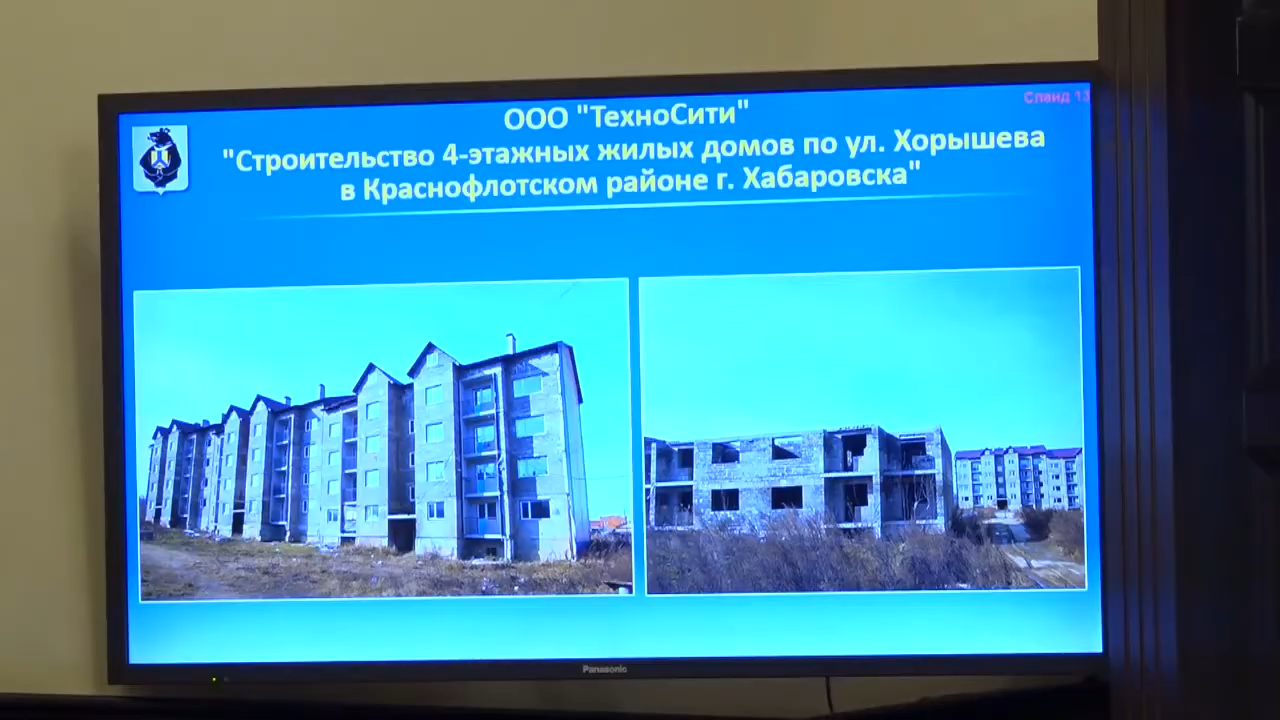 Слайд 13
ООО "ТехноСити"
"Строительство 4-этажных жилых домов по ул. Хорышева
в Краснофлотском районе г. Хабаровска"
Panasonic